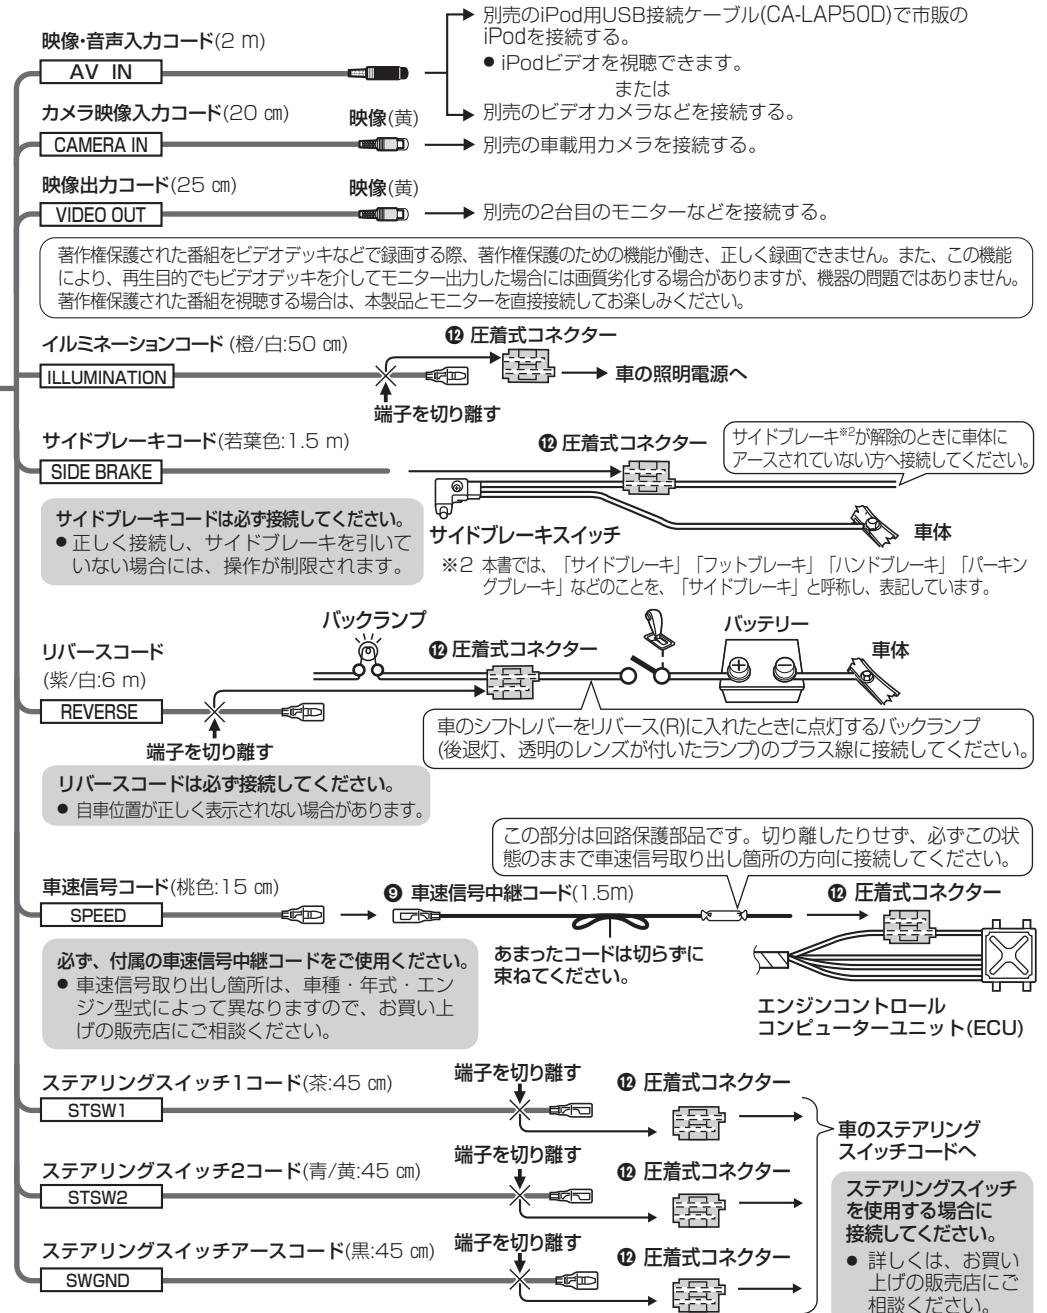 別売のiPod用USB接続ケーブル(CA-LAP50D)で市販の
iPodを接続する。
● iPodビデオを視聴できます。
または
別売のビデオカメラなどを接続する。
映像・音声入力コード(2 m)
AV IN
カメラ映像入力コード(20 ㎝)
映像(黄)
CAMERA IN
別売の車載用カメラを接続する。
映像出力コード(25 ㎝)
映像(黄)
VIDEO OUT
別売の2台目のモニターなどを接続する。
著作権保護された番組をビデオデッキなどで録画する際、著作権保護のための機能が働き、正しく録画できません。また、この機能
により、再生目的でもビデオデッキを介してモニター出力した場合には画質劣化する場合がありますが、機器の問題ではありません。
著作権保護された番組を視聴する場合は、本製品とモニターを直接接続してお楽しみください。
イルミネーションコード (橙/白:50 ㎝)
⓬ 圧着式コネクター
ILLUMINATION
車の照明電源へ
端子を切り離す
サイドブレーキコード(若葉色:1.5 m)
⓬ 圧着式コネクター
サイドブレーキ※2が解除のときに車体に
アースされていない方へ接続してください。
SIDE BRAKE
サイドブレーキコードは必ず接続してください。
● 正しく接続し、サイドブレーキを引いて
いない場合には、操作が制限されます。
サイドブレーキスイッチ
車体
※2 本書では、「サイドブレーキ」「フットブレーキ」「ハンドブレーキ」「パーキン
グブレーキ」などのことを、「サイドブレーキ」と呼称し、表記しています。
バックランプ
⓬ 圧着式コネクター
バッテリー
車体
リバースコード
(紫/白:6 m)
REVERSE
端子を切り離す
車のシフトレバーをリバース(R)に入れたときに点灯するバックランプ
(後退灯、透明のレンズが付いたランプ)のプラス線に接続してください。
リバースコードは必ず接続してください。
● 自車位置が正しく表示されない場合があります。
この部分は回路保護部品です。切り離したりせず、必ずこの状
態のままで車速信号取り出し箇所の方向に接続してください。
車速信号コード(桃色:15 ㎝)
❾ 車速信号中継コード(1.5m)
⓬ 圧着式コネクター
SPEED
あまったコードは切らずに
束ねてください。
必ず、付属の車速信号中継コードをご使用ください。
● 車速信号取り出し箇所は、車種・年式・エン
ジン型式によって異なりますので、お買い上
げの販売店にご相談ください。
エンジンコントロール
コンピューターユニット(ECU)
ステアリングスイッチ1コード(茶:45 ㎝)
端子を切り離す
⓬ 圧着式コネクター
STSW1
車のステアリング
スイッチコードへ
ステアリングスイッチ2コード(青/黄:45 ㎝)
端子を切り離す
⓬ 圧着式コネクター
STSW2
ステアリングスイッチ
を使用する場合に
接続してください。
● 詳しくは、お買い
上げの販売店にご
相談ください。
ステアリングスイッチアースコード(黒:45 ㎝)
端子を切り離す
⓬ 圧着式コネクター
SWGND